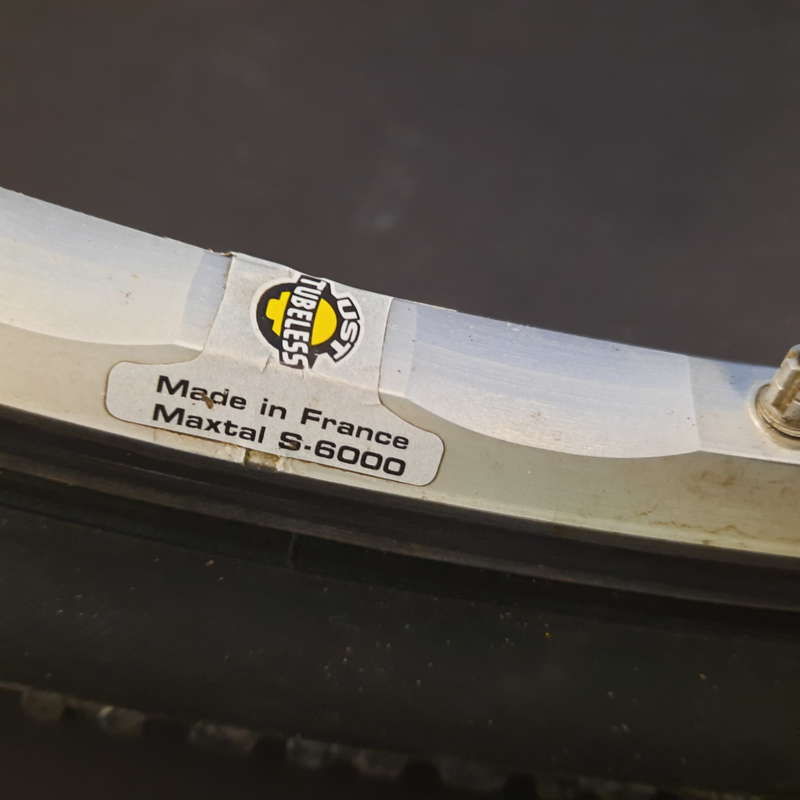 UST
TUBELESS
Made in France
Maxtal S-6000